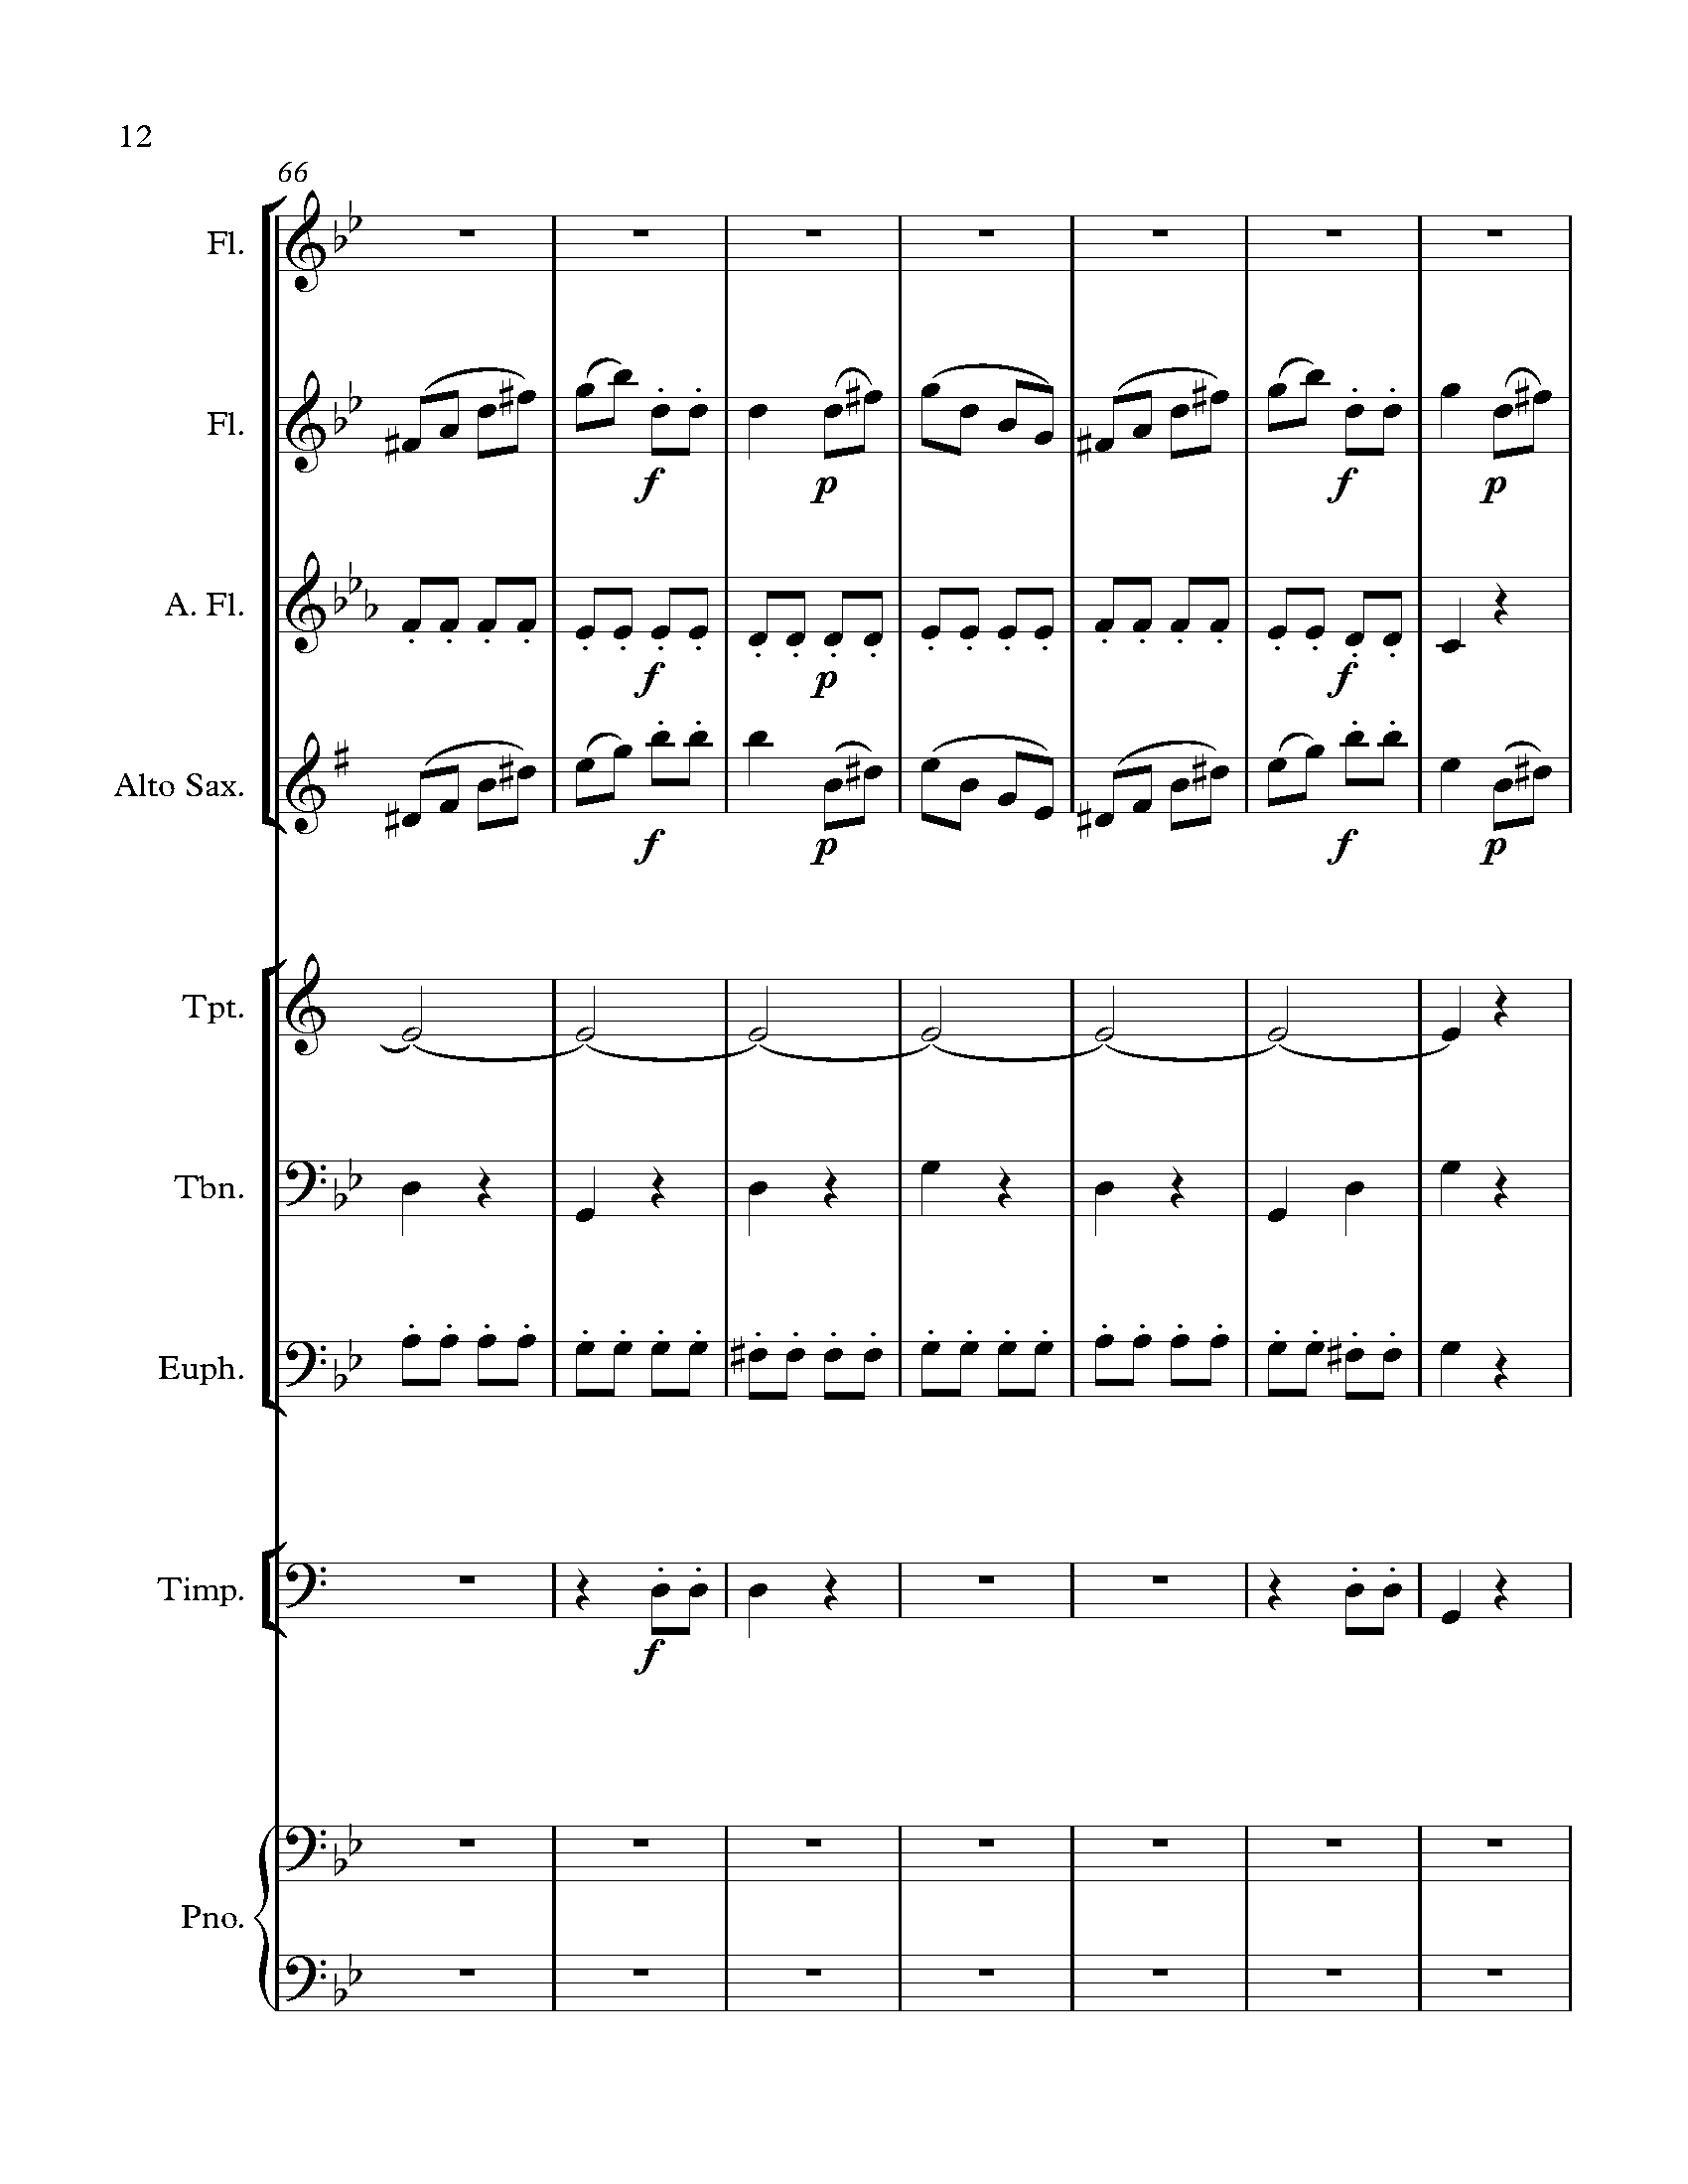 12
66
Fl.
Fl.
f p f p
A. Fl.
f p f
Alto Sax.
f p f p
Tpt.
Tbn.
Euph.
Timp.
f
Pno.